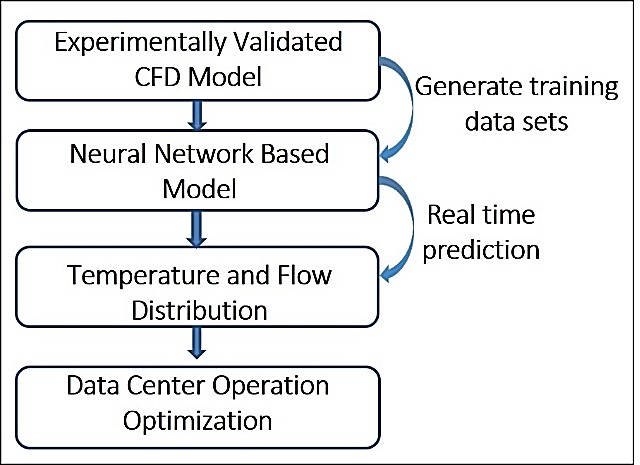 Experimentally Validated
CFD Model
Generate training
data sets
Neural Network Based
Model
Real time
prediction
Temperature and Flow
Distribution
Data Center Operation
Optimization